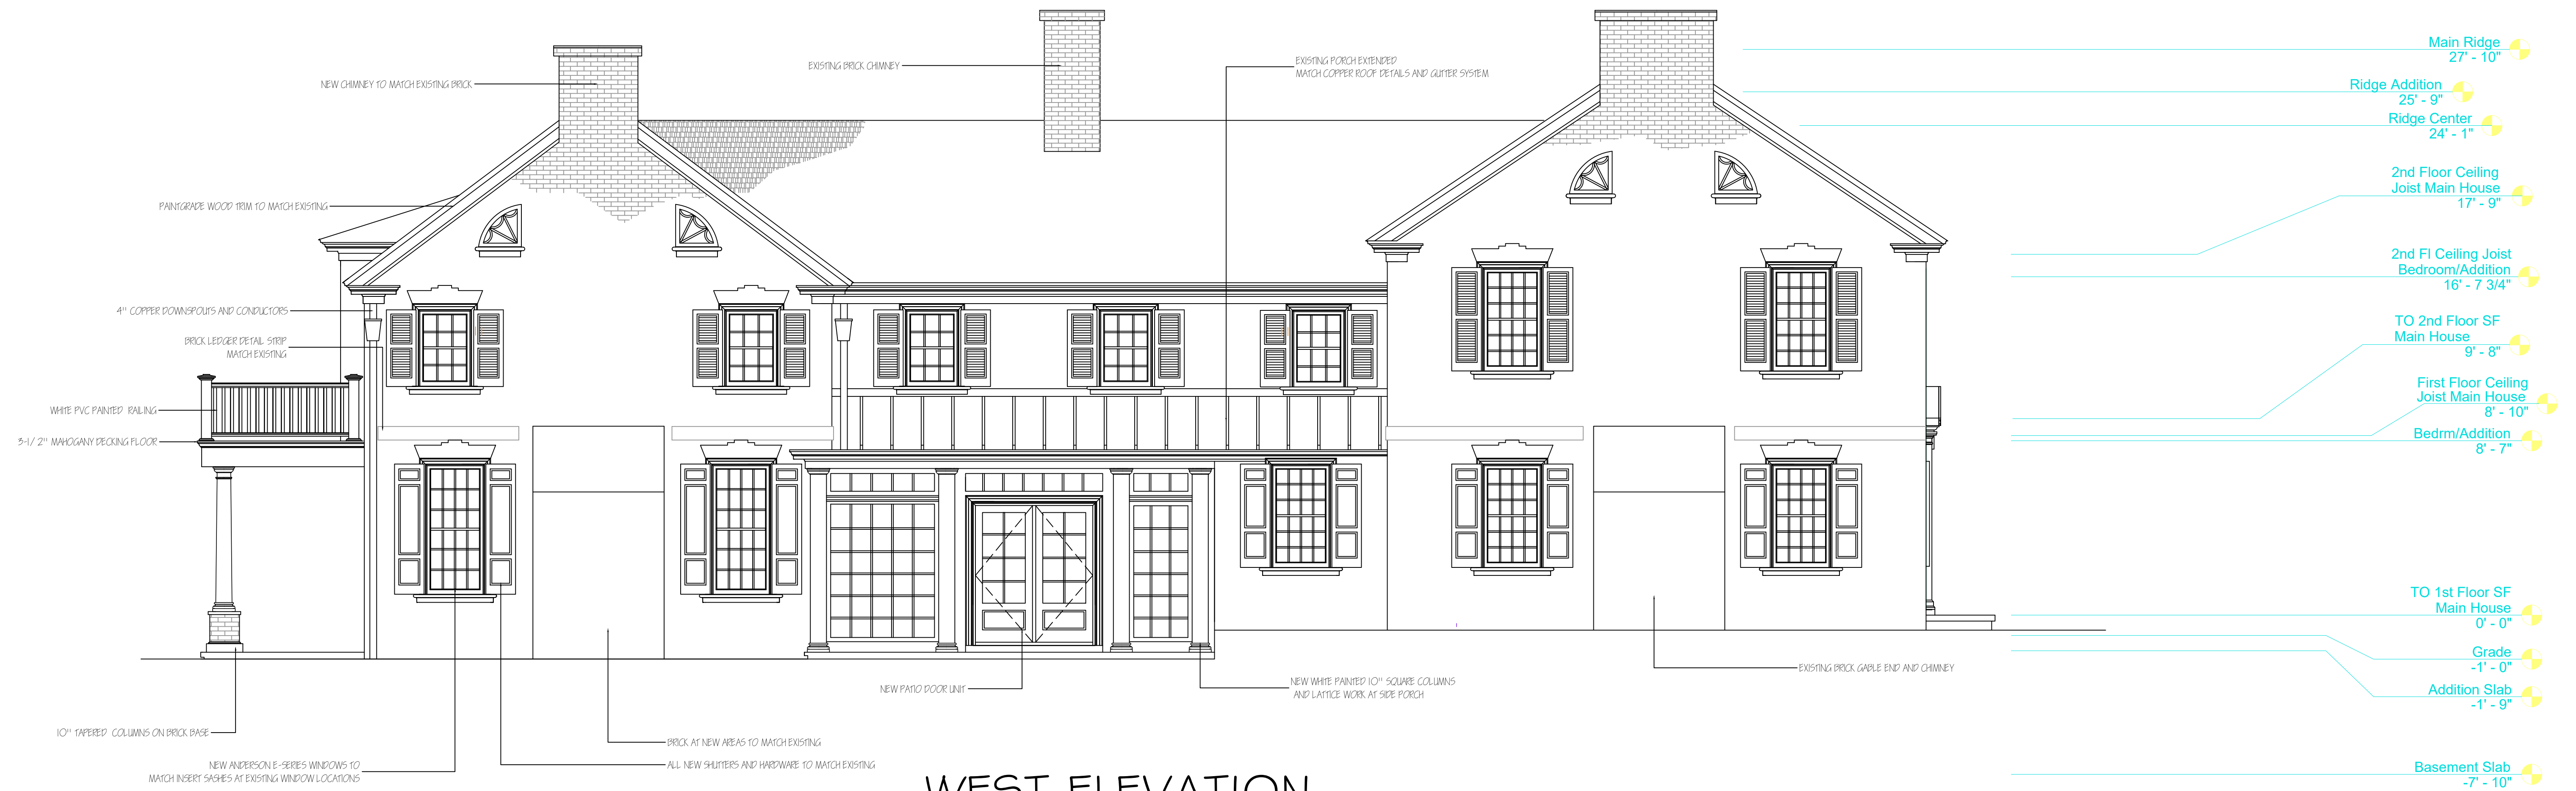 NEW CHIMNEY TO MATCH EXISTING BRICK
EXISTING BRICK CHIMNEY
EXISTING PORCH EXTENDED
MATCH COPPER ROOF DETAILS AND GUTTER SYSTEM
PAINTGRADE WOOD TRIM TO MATCH EXISTING
4" COPPER DOWNSPOUTS AND CONDUCTORS
BRICK LEDGER DETAIL STRIP
MATCH EXISTING
WHITE PVC PAINTED RAILING
3-1/2" MAHOGANY DECKING FLOOR
10" TAPERED COLUMNS ON BRICK BASE
NEW ANDERSON E-SERIES WINDOWS TO
MATCH INSERT SASHES AT EXISTING WINDOW LOCATIONS
BRICK AT NEW AREAS TO MATCH EXISTING
ALL NEW SHUTTERS AND HARDWARE TO MATCH EXISTING
NEW PATIO DOOR UNIT
NEW WHITE PAINTED 10" SQUARE COLUMNS
AND LATTICE WORK AT SIDE PORCH
EXISTING BRICK GABLE END AND CHIMNEY
WEST ELEVATION
Main Ridge
27' - 10"
Ridge Addition
25' - 9"
Ridge Center
24' - 1"
2nd Floor Ceiling
Joist Main House
17' - 9"
2nd Fl Ceiling Joist
Bedroom/Addition
16' - 7 3/4"
TO 2nd Floor SF
Main House
9' - 8"
First Floor Ceiling
Joist Main House
8' - 10"
Bedrm/Addition
8' - 7"
TO 1st Floor SF
Main House
0' - 0"
Grade
-1' - 0"
Addition Slab
-1' - 9"
Basement Slab
-7' - 10"